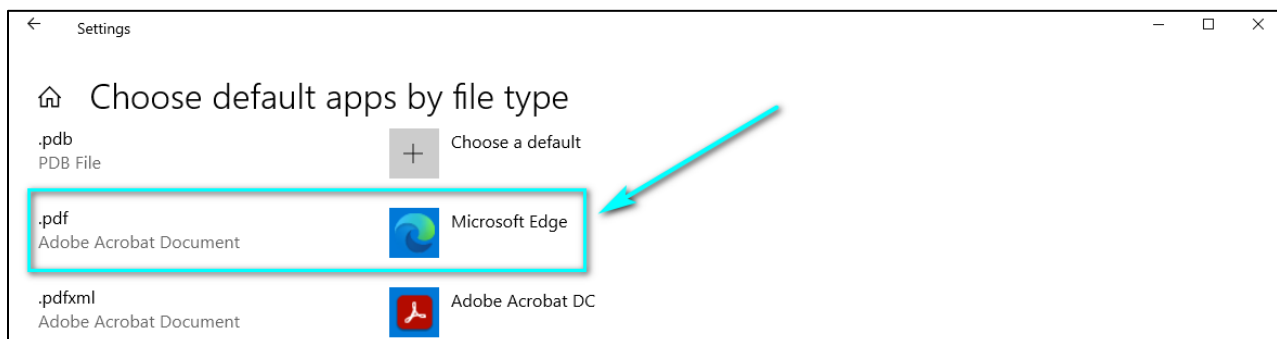 Settings
Choose default apps by file type
.pdb
PDB File
Choose a default
.pdf
Adobe Acrobat Document
Microsoft Edge
.pdfxml
Adobe Acrobat Document
Adobe Acrobat DC